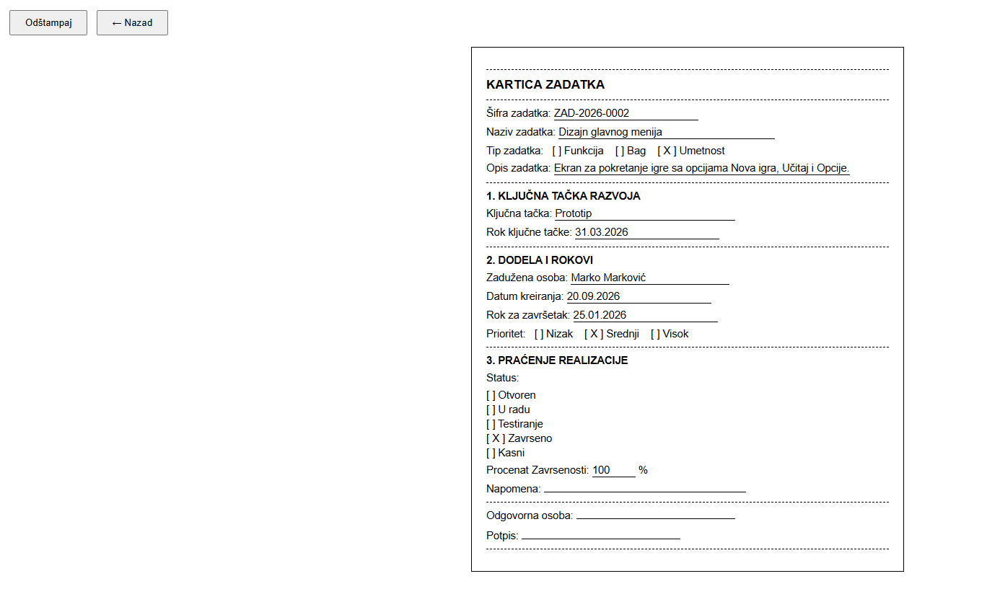 Odštampaj
← Nazad
KARTICA ZADATKA
Šifra zadatka: ZAD-2026-0002
Naziv zadatka: Dizajn glavnog menija
Tip zadatka: [ ] Funkcija [ ] Bag [ X ] Umetnost
Opis zadatka: Ekran za pokretanje igre sa opcijama Nova igra, Učitaj i Opcije.
1. KLJUČNA TAČKA RAZVOJA
Ključna tačka: Prototip
Rok ključne tačke: 31.03.2026
2. DODELA I ROKOVI
Zadužena osoba: Marko Marković
Datum kreiranja: 20.09.2026
Rok za završetak: 25.01.2026
Prioritet: [ ] Nizak [ X ] Srednji [ ] Visok
3. PRAĆENJE REALIZACIJE
Status:
[ ] Otvoren
[ ] U radu
[ ] Testiranje
[ X ] Zavrseno
[ ] Kasni
Procenat Zavrsenosti: 100 %
Napomena:
Odgovorna osoba:
Potpis: